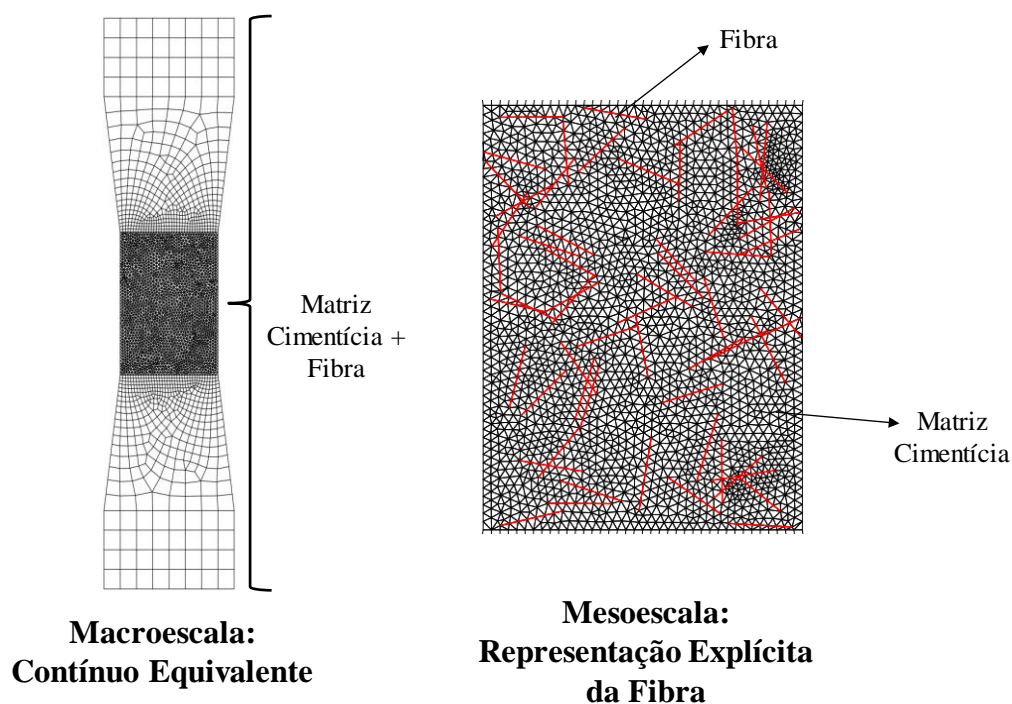 Fibra
Matriz
Cimentícia +
Fibra
Matriz
Cimentícia
Macroescala:
Contínuo Equivalente
Mesoescala:
Representação Explícita
da Fibra